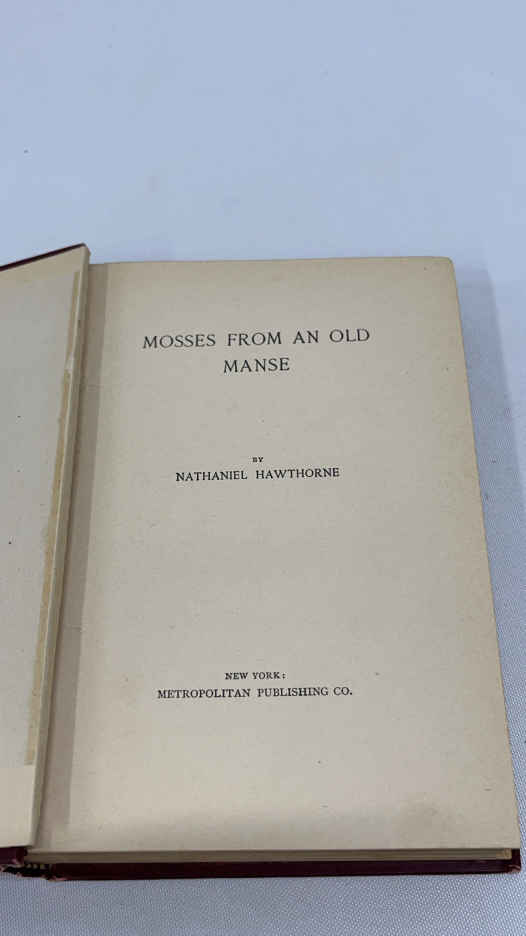 MOSSES FROM AN OLD
MANSE
BY
NATHANIEL HAWTHORNE
NEW YORK:
METROPOLITAN PUBLISHING CO.